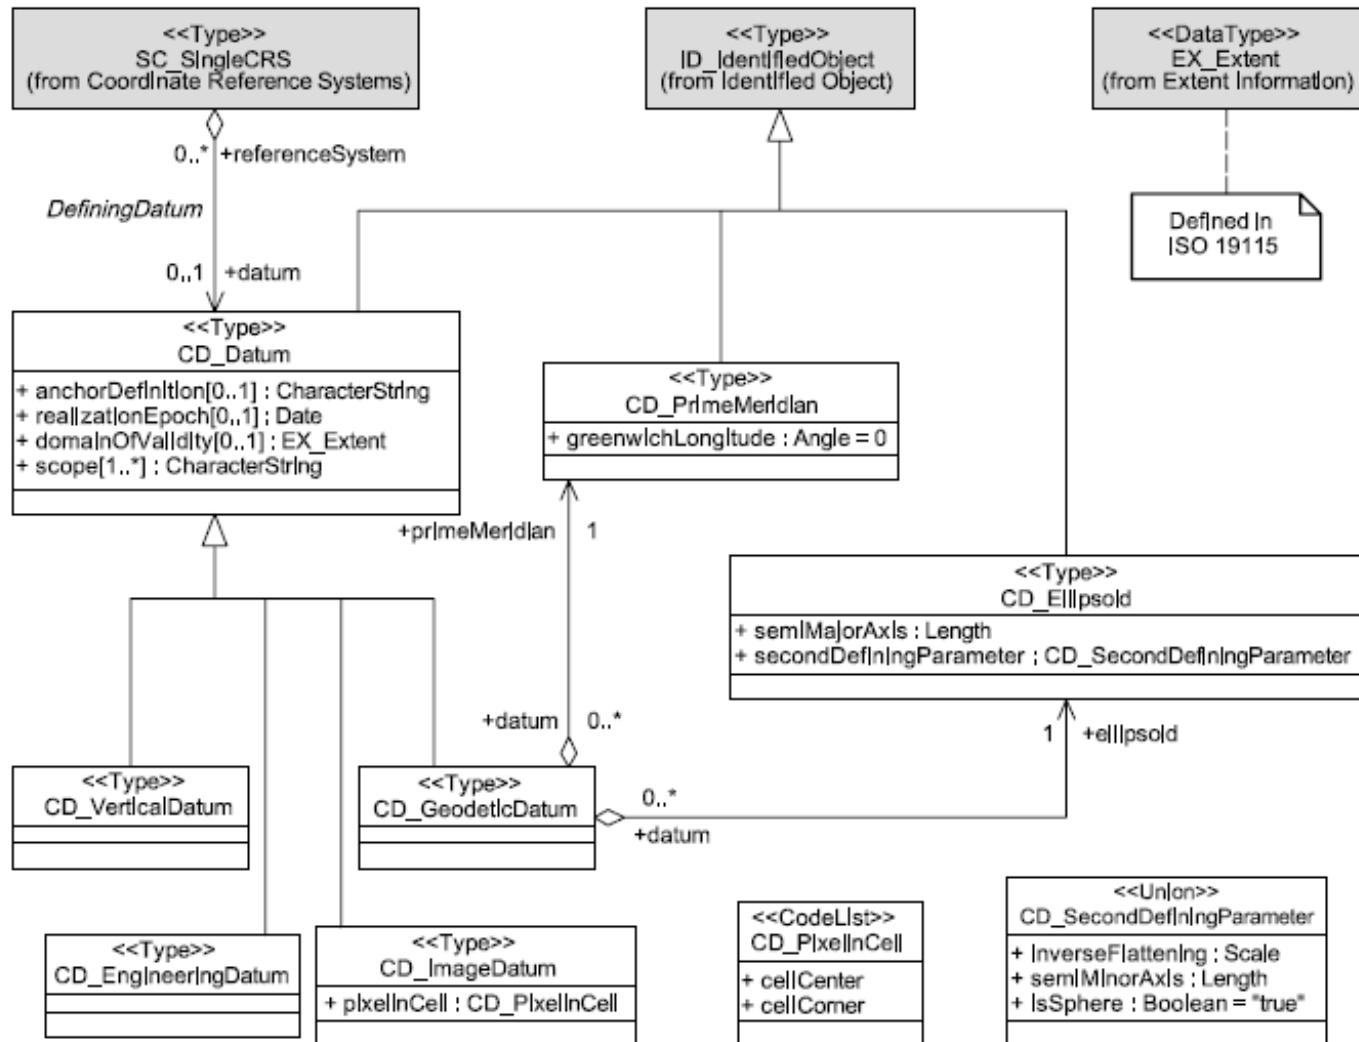 <<Type>>
SC_SingleCRS
(from Coordinate Reference Systems)
<<Type>>
ID_IdentifiedObject
(from Identified Object)
<<DataType>>
EX_Extent
(from Extent Information)
0..* +referenceSystem
DefiningDatum
0..1 +datum
Defined in
ISO 19115
<<Type>>
CD_Datum
+ anchorDefinition[0..1] : CharacterString
+ realizationEpoch[0..1] : Date
+ domainOfValidity[0..1] : EX_Extent
+ scope[1..*] : CharacterString
<<Type>>
CD_PrimeMeridian
+ greenwichLongitude : Angle = 0
+primeMeridian 1
<<Type>>
CD_Ellipsoid
+ semiMajorAxis : Length
+ secondDefiningParameter : CD_SecondDefiningParameter
+datum 0..*
1 +ellipsoid
<<Type>>
CD_VerticalDatum
<<Type>>
CD_GeodeticDatum
0..*
+datum
<<Type>>
CD_EngineeringDatum
<<Type>>
CD_ImageDatum
+ pixelInCell : CD_PixelInCell
<<CodeList>>
CD_PixelInCell
+ cellCenter
+ cellCorner
<<Union>>
CD_SecondDefiningParameter
+ inverseFlattening : Scale
+ semiMinorAxis : Length
+ isSphere : Boolean = "true"